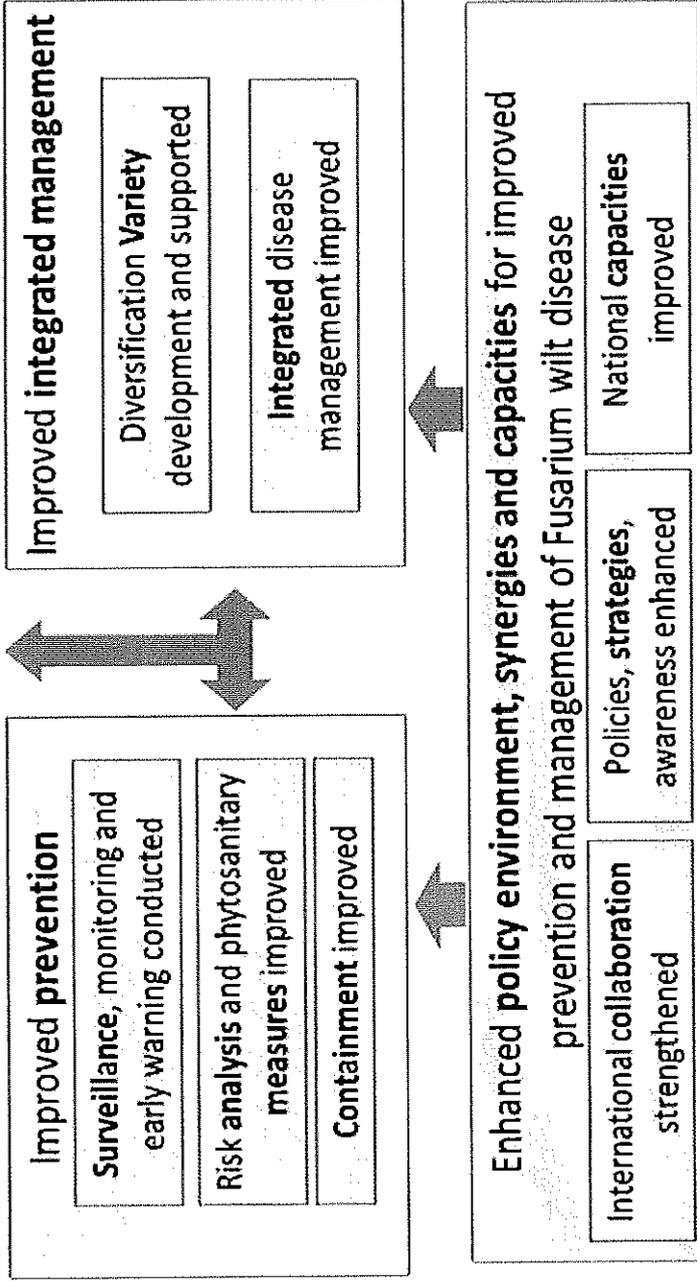 Improved prevention
Surveillance, monitoring and
early warning conducted
Risk analysis and phytosanitary
measures improved
Containment improved
Improved integrated management
Diversification Variety
development and supported
Integrated disease
management improved
Enhanced policy environment, synergies and capacities for improved
prevention and management of Fusarium wilt disease
International collaboration
strengthened
Policies, strategies,
awareness enhanced
National capacities
improved